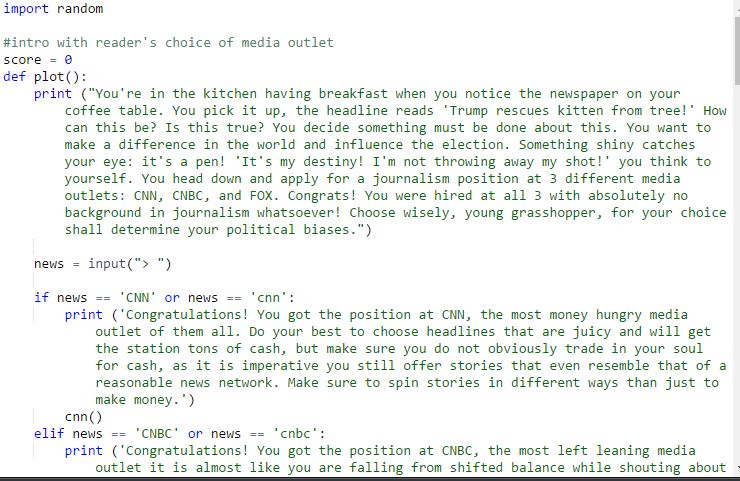 import random
#intro with reader's choice of media outlet
score = 0
def plot():
print ("You're in the kitchen having breakfast when you notice the newspaper on your
coffee table. You pick it up, the headline reads 'Trump rescues kitten from tree!' How
can this be? Is this true? You decide something must be done about this. You want to
make a difference in the world and influence the election. Something shiny catches
your eye: it's a pen! 'It's my destiny! I'm not throwing away my shot!' you think to
yourself. You head down and apply for a journalism position at 3 different media
outlets: CNN, CNBC, and FOX. Congrats! You were hired at all 3 with absolutely no
background in journalism whatsoever! Choose wisely, young grasshopper, for your choice
shall determine your political biases.")
news = input("> ")
if news == 'CNN' or news == 'cnn':
print ('Congratulations! You got the position at CNN, the most money hungry media
outlet of them all. Do your best to choose headlines that are juicy and will get
the station tons of cash, but make sure you do not obviously trade in your soul
for cash, as it is imperative you still offer stories that even resemble that of a
reasonable news network. Make sure to spin stories in different ways than just to
make money.')
cnn()
elif news == 'CNBC' or news == 'cnbc':
print ('Congratulations! You got the position at CNBC, the most left leaning media
outlet it is almost like you are falling from shifted balance while shouting about